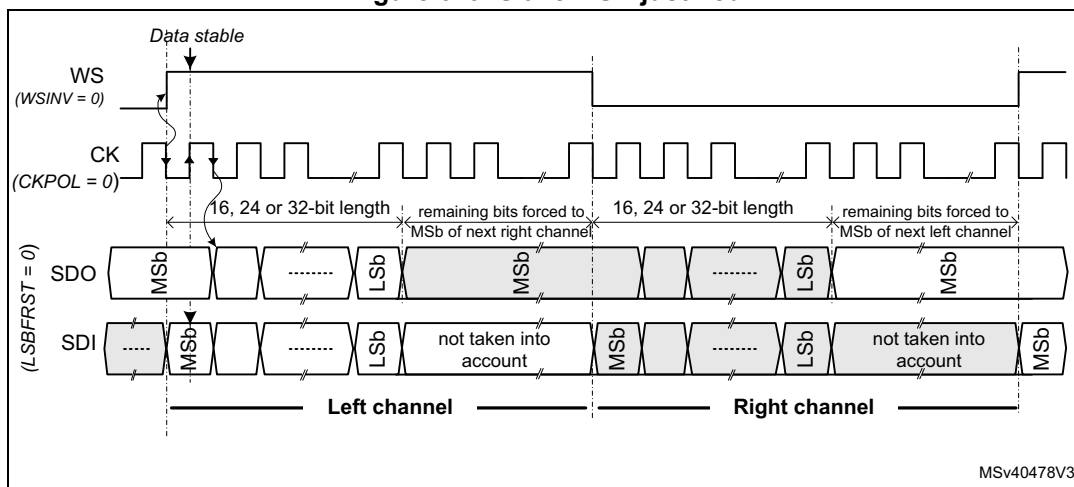 Data stable
WS
(WSINV = 0)
CK
(CKPOL = 0)
16, 24 or 32-bit length
remaining bits forced to
MSb of next right channel
16, 24 or 32-bit length
remaining bits forced to
MSb of next left channel
(LSBFRST = 0)
SDO
MSb
--------
LSb
MSb
--------
LSb
MSb
SDI
-----
MSb
--------
LSb
not taken into
account
MSb
--------
LSb
not taken into
account
MSb
Left channel
Right channel
MSv40478V3